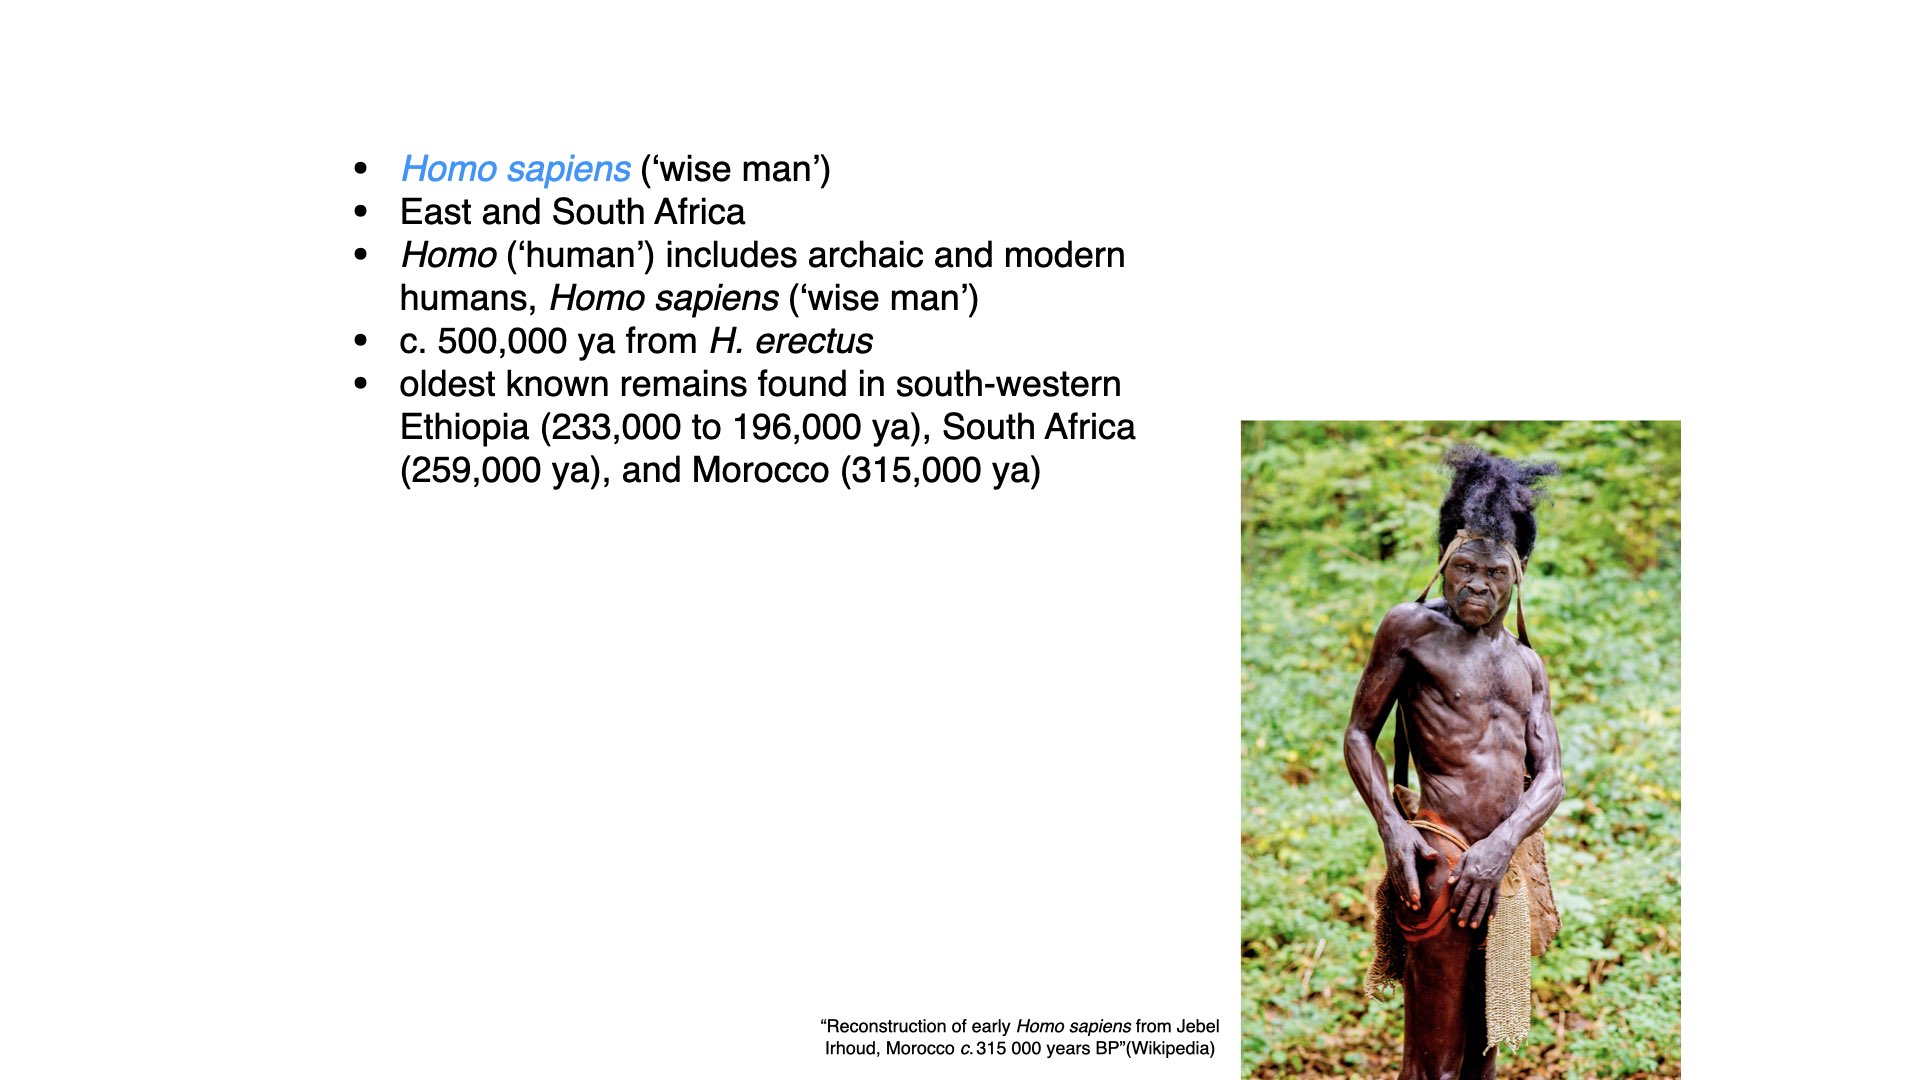 • Homo sapiens (‘wise man’)
• East and South Africa
• Homo (‘human’) includes archaic and modern
humans, Homo sapiens (‘wise man’)
• c. 500,000 ya from H. erectus
• oldest known remains found in south-western
Ethiopia (233,000 to 196,000 ya), South Africa
(259,000 ya), and Morocco (315,000 ya)
“Reconstruction of early Homo sapiens from Jebel
Irhoud, Morocco c. 315 000 years BP”(Wikipedia)